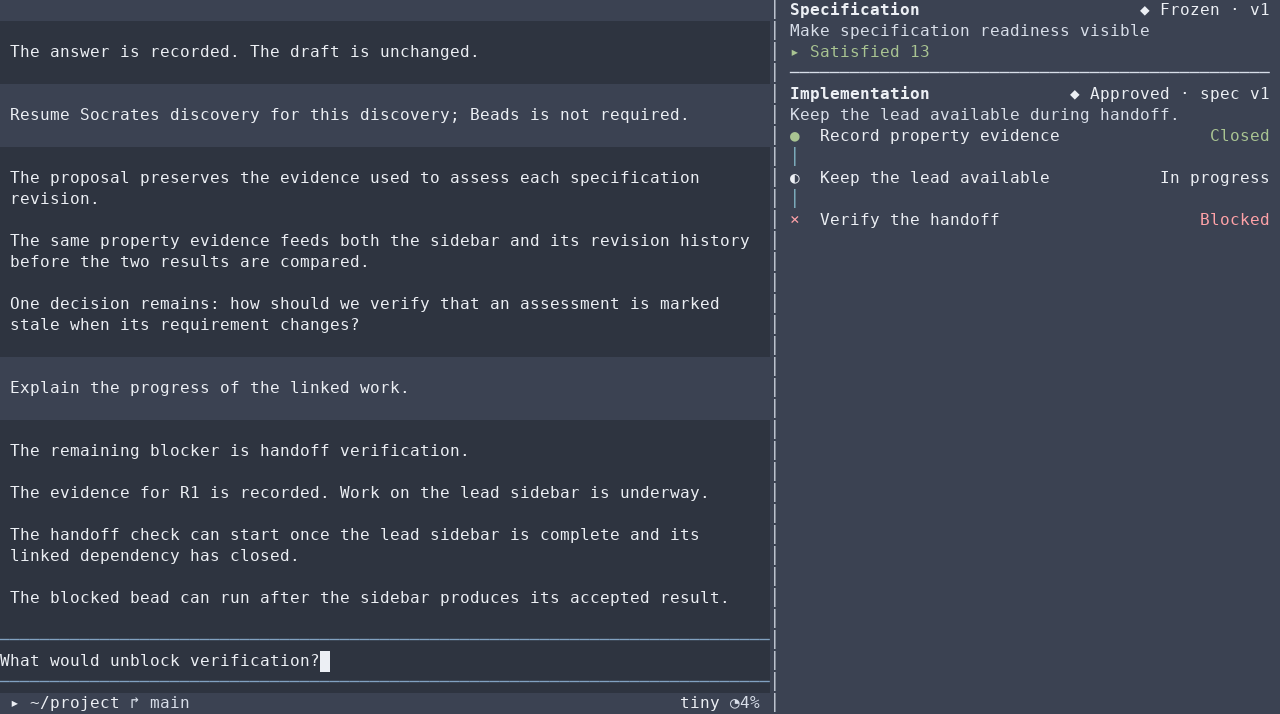 The answer is recorded. The draft is unchanged.
Resume Socrates discovery for this discovery; Beads is not required.
The proposal preserves the evidence used to assess each specification
revision.
The same property evidence feeds both the sidebar and its revision history
before the two results are compared.
One decision remains: how should we verify that an assessment is marked
stale when its requirement changes?
Explain the progress of the linked work.
The remaining blocker is handoff verification.
The evidence for R1 is recorded. Work on the lead sidebar is underway.
The handoff check can start once the lead sidebar is complete and its
linked dependency has closed.
The blocked bead can run after the sidebar produces its accepted result.
What would unblock verification?
▸ ~/project ↱ main tiny ◔4%
Specification ◆ Frozen · v1
Make specification readiness visible
▸ Satisfied 13
Implementation ◆ Approved · spec v1
Keep the lead available during handoff.
● Record property evidence Closed
◐ Keep the lead available In progress
× Verify the handoff Blocked